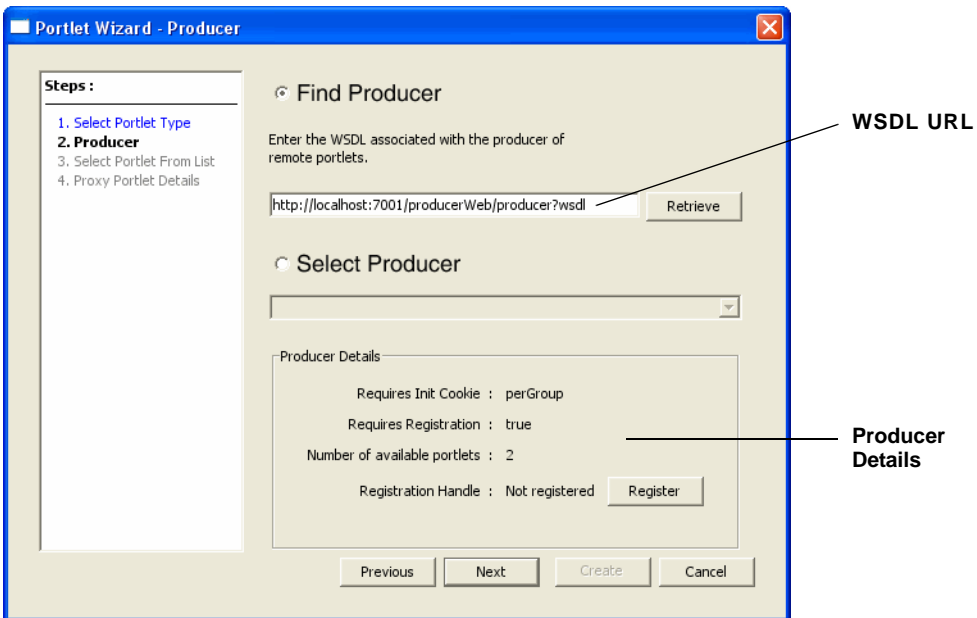 Portlet Wizard - Producer
Steps :
1. Select Portlet Type
2. Producer
3. Select Portlet From List
4. Proxy Portlet Details
Find Producer
Enter the WSDL associated with the producer of
remote portlets.
http://localhost:7001/producerWeb/producer?wsdl
Retrieve
WSDL URL
Select Producer
Producer Details
Requires Init Cookie : perGroup
Requires Registration : true
Number of available portlets : 2
Registration Handle : Not registered
Register
Producer
Details
Previous
Next
Create
Cancel